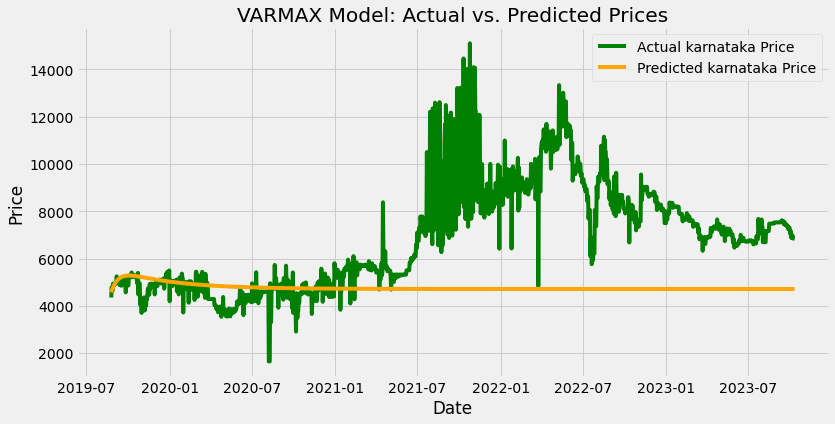 VARMAX Model: Actual vs. Predicted Prices
Actual karnataka Price
Predicted karnataka Price
Price
14000
12000
10000
8000
6000
4000
2000
2019-07 2020-01 2020-07 2021-01 2021-07 2022-01 2022-07 2023-01 2023-07
Date